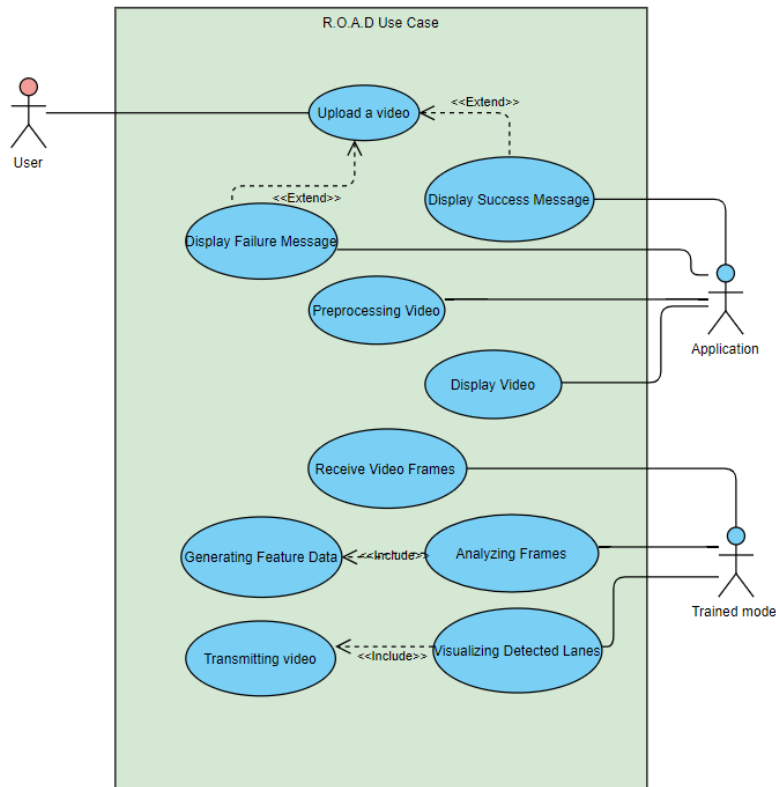 R.O.A.D Use Case
Upload a video
<<Extend>>
User
<<Extend>>
Display Success Message
Display Failure Message
Preprocessing Video
Application
Display Video
Receive Video Frames
Generating Feature Data
<<Include>>
Analyzing Frames
Trained mode
Transmitting video
<<Include>>
Visualizing Detected Lanes